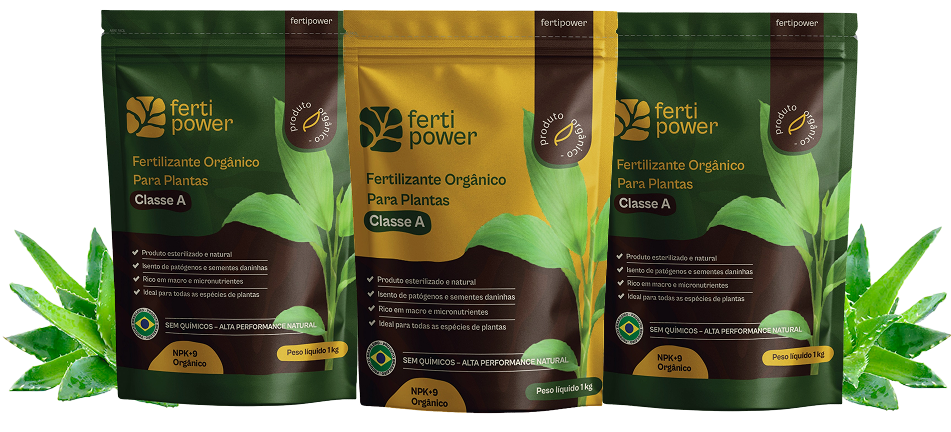 fertipower
produto orgânico -
ferti
power
Fertilizante Orgânico
Para Plantas
Classe A
Produto esterilizado e natural
Isento de patógenos e sementes daninhas
Rico em macro e micronutrientes
Ideal para todas as espécies de plantas
SEM QUÍMICOS – ALTA PERFORMANCE NATURAL
NPK+9
Orgânico
Peso líquido 1 kg
fertipower
produto orgânico -
ferti
power
Fertilizante Orgânico
Para Plantas
Classe A
Produto esterilizado e natural
Isento de patógenos e sementes daninhas
Rico em macro e micronutrientes
Ideal para todas as espécies de plantas
SEM QUÍMICOS – ALTA PERFORMANCE NATURAL
NPK+9
Orgânico
Peso líquido 1 kg
fertipower
produto orgânico -
ferti
power
Fertilizante Orgânico
Para Plantas
Classe A
Produto esterilizado e natural
Isento de patógenos e sementes daninhas
Rico em macro e micronutrientes
Ideal para todas as espécies de plantas
SEM QUÍMICOS – ALTA PERFORMANCE NATURAL
NPK+9
Orgânico
Peso líquido 1 kg